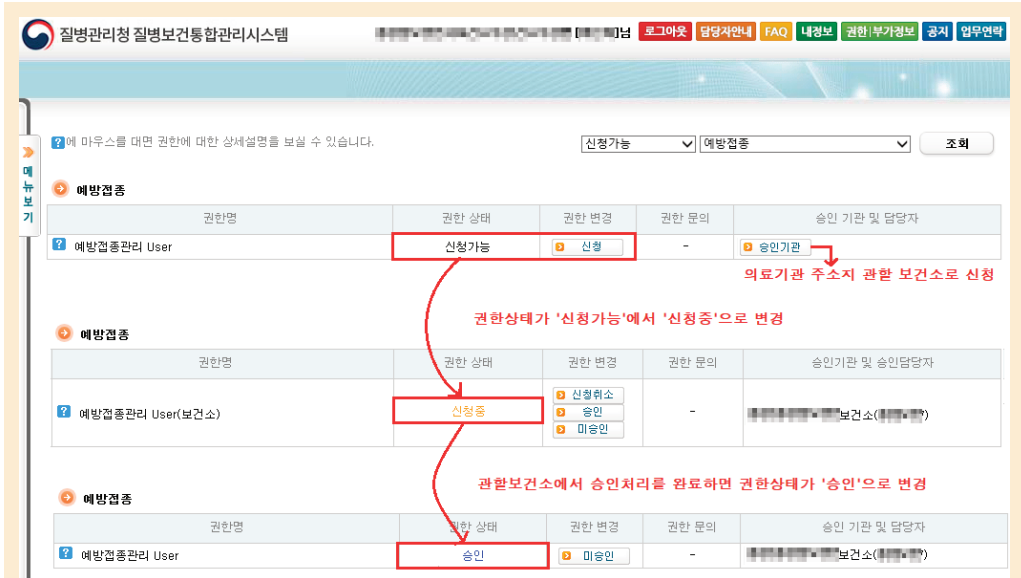 질병관리청 질병보건통합관리시스템 님 로그아웃 담당자안내 FAQ 내정보 권한|부가정보 공지 업무연락
?에 마우스를 대면 권한에 대한 상세설명을 보실 수 있습니다. 신청가능 예방접종 조회
메뉴보기
예방접종
권한명 권한 상태 권한 변경 권한 문의 승인 기관 및 담당자
? 예방접종관리 User 신청가능 신청 - 승인기관
의료기관 주소지 관할 보건소로 신청
권한상태가 '신청가능'에서 '신청중'으로 변경
예방접종
권한명 권한 상태 권한 변경 권한 문의 승인기관 및 승인담당자
신청취소
? 예방접종관리 User(보건소) 신청중 승인 - 보건소( )
미승인
관할보건소에서 승인처리를 완료하면 권한상태가 '승인'으로 변경
예방접종
권한명 권한 상태 권한 변경 권한 문의 승인 기관 및 담당자
? 예방접종관리 User 승인 미승인 - 보건소( )